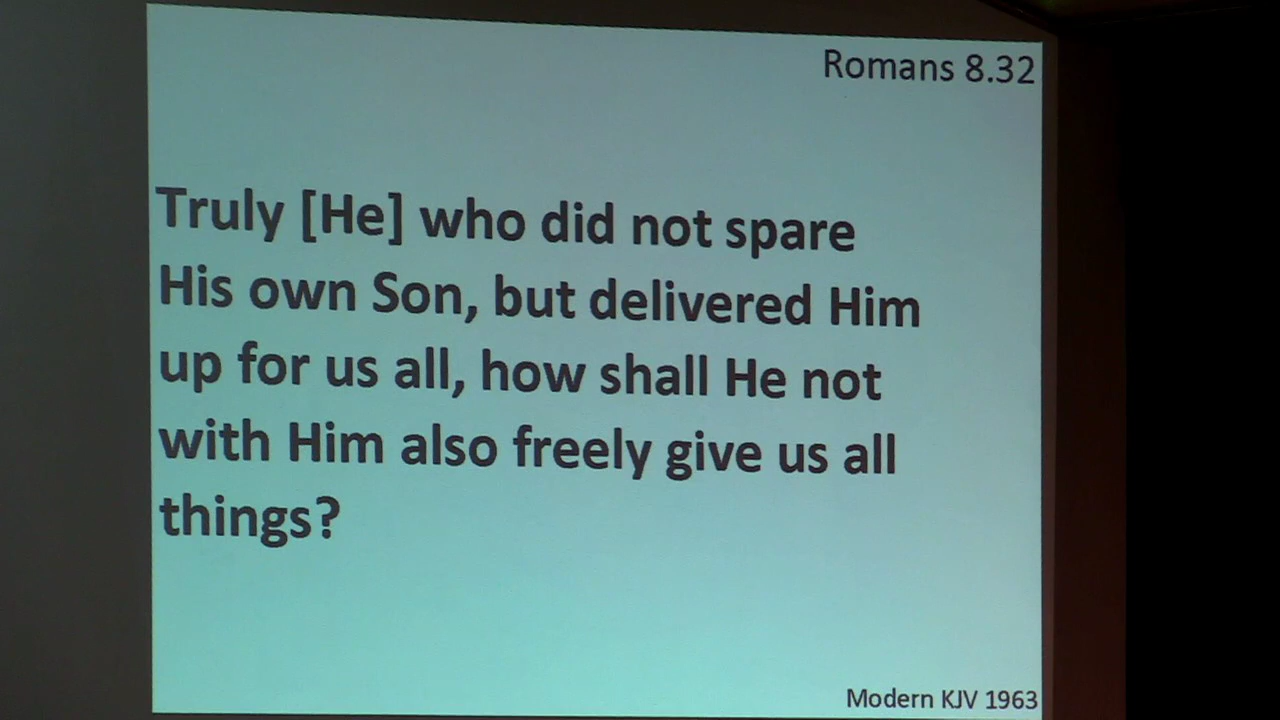 Romans 8.32
Truly [He] who did not spare
His own Son, but delivered Him
up for us all, how shall He not
with Him also freely give us all
things?
Modern KJV 1963